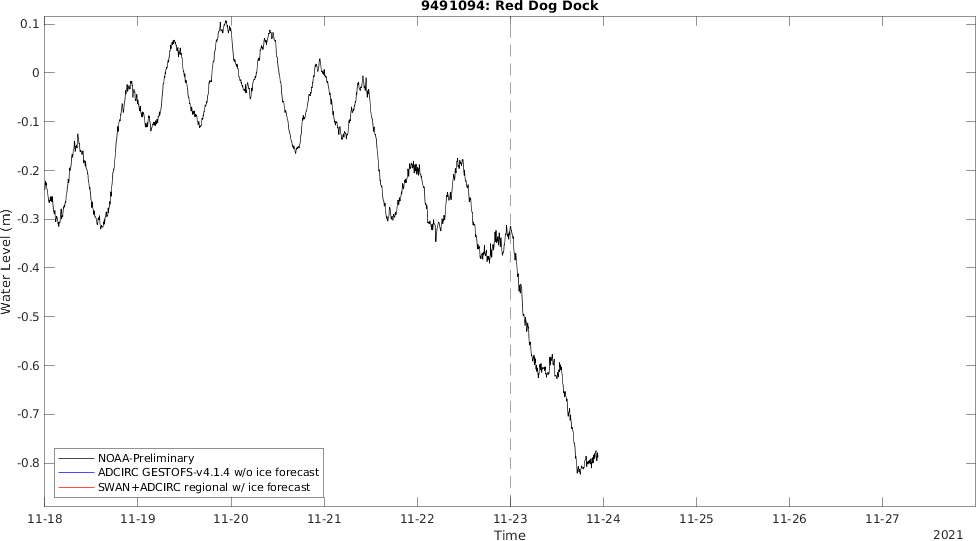 9491094: Red Dog Dock
Water Level (m)
0.1
0
-0.1
-0.2
-0.3
-0.4
-0.5
-0.6
-0.7
-0.8
NOAA-Preliminary
ADCIRC GESTOFS-v4.1.4 w/o ice forecast
SWAN+ADCIRC regional w/ ice forecast
11-18 11-19 11-20 11-21 11-22 11-23 11-24 11-25 11-26 11-27
Time
2021